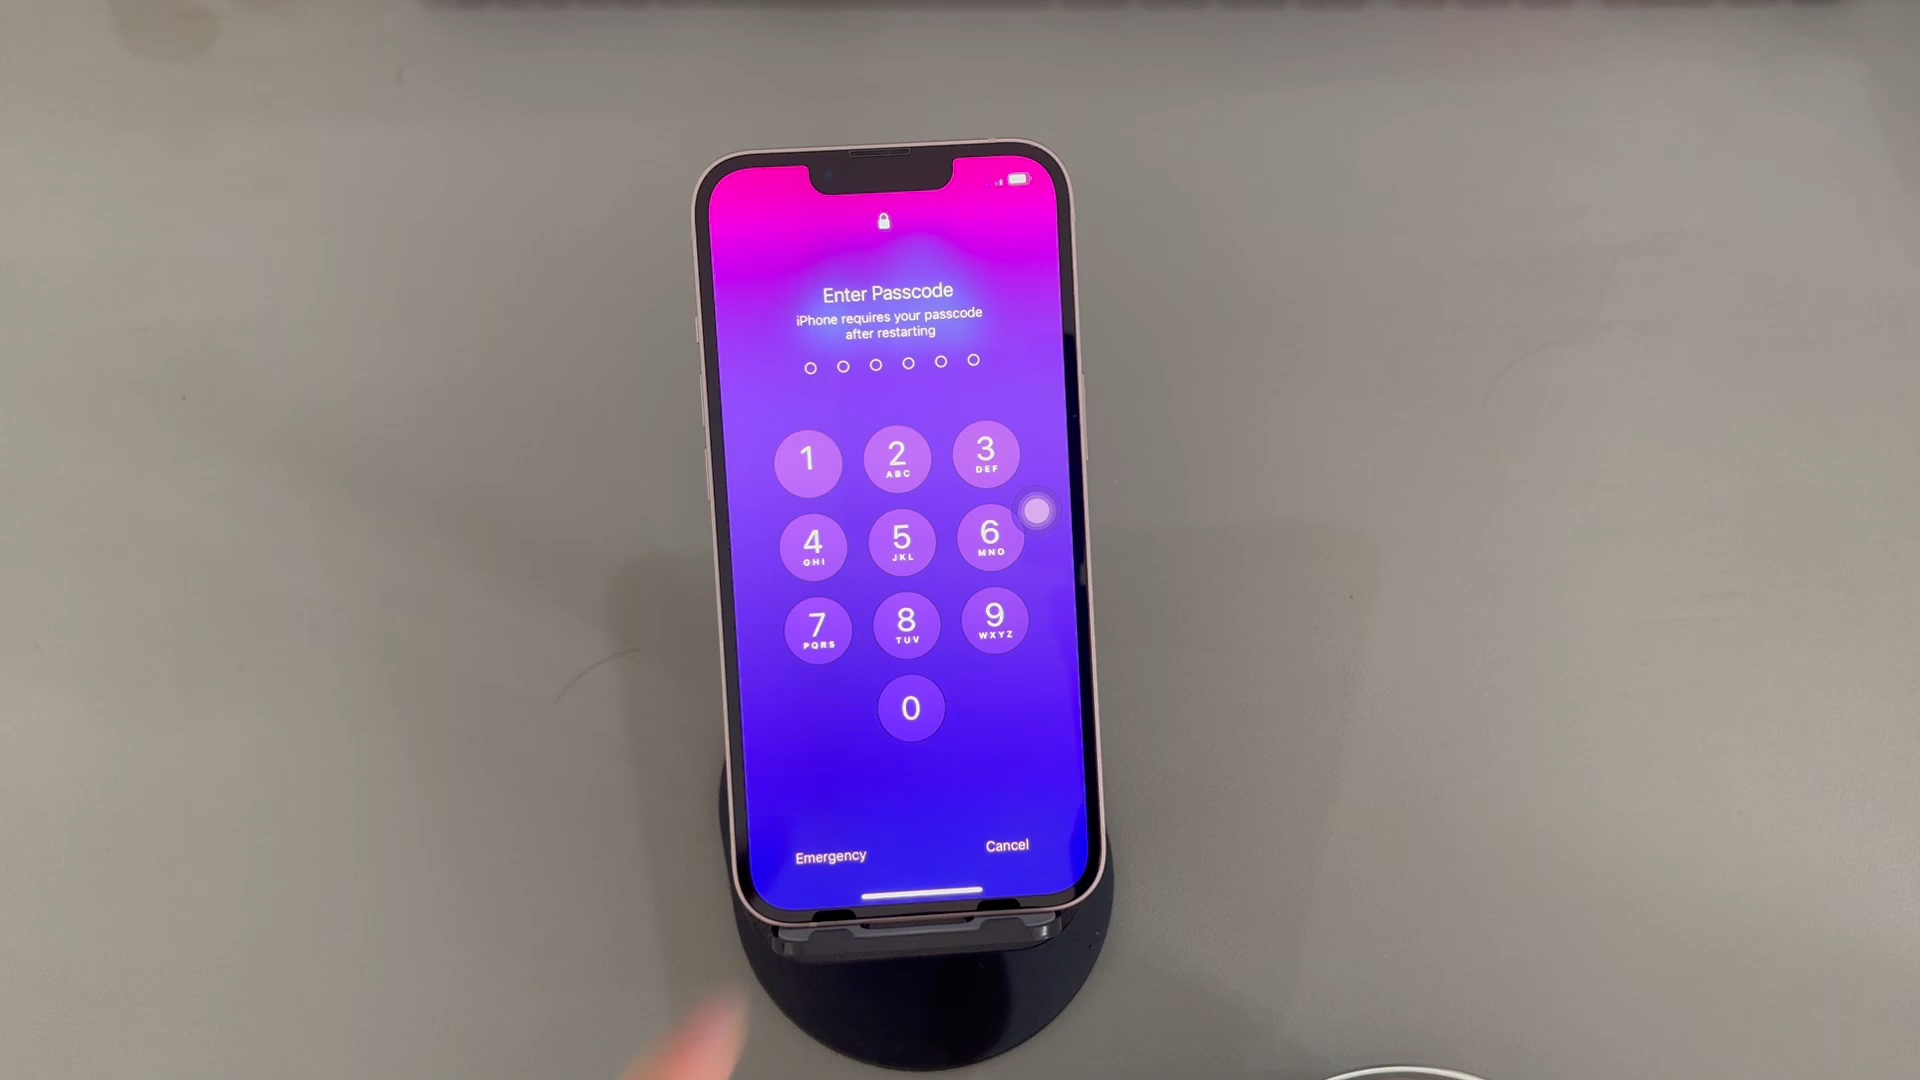 Enter Passcode
iPhone requires your passcode
after restarting
1
2
ABC
3
DEF
4
GHI
5
JKL
6
MNO
7
PQRS
8
TUV
9
WXYZ
0
Emergency
Cancel